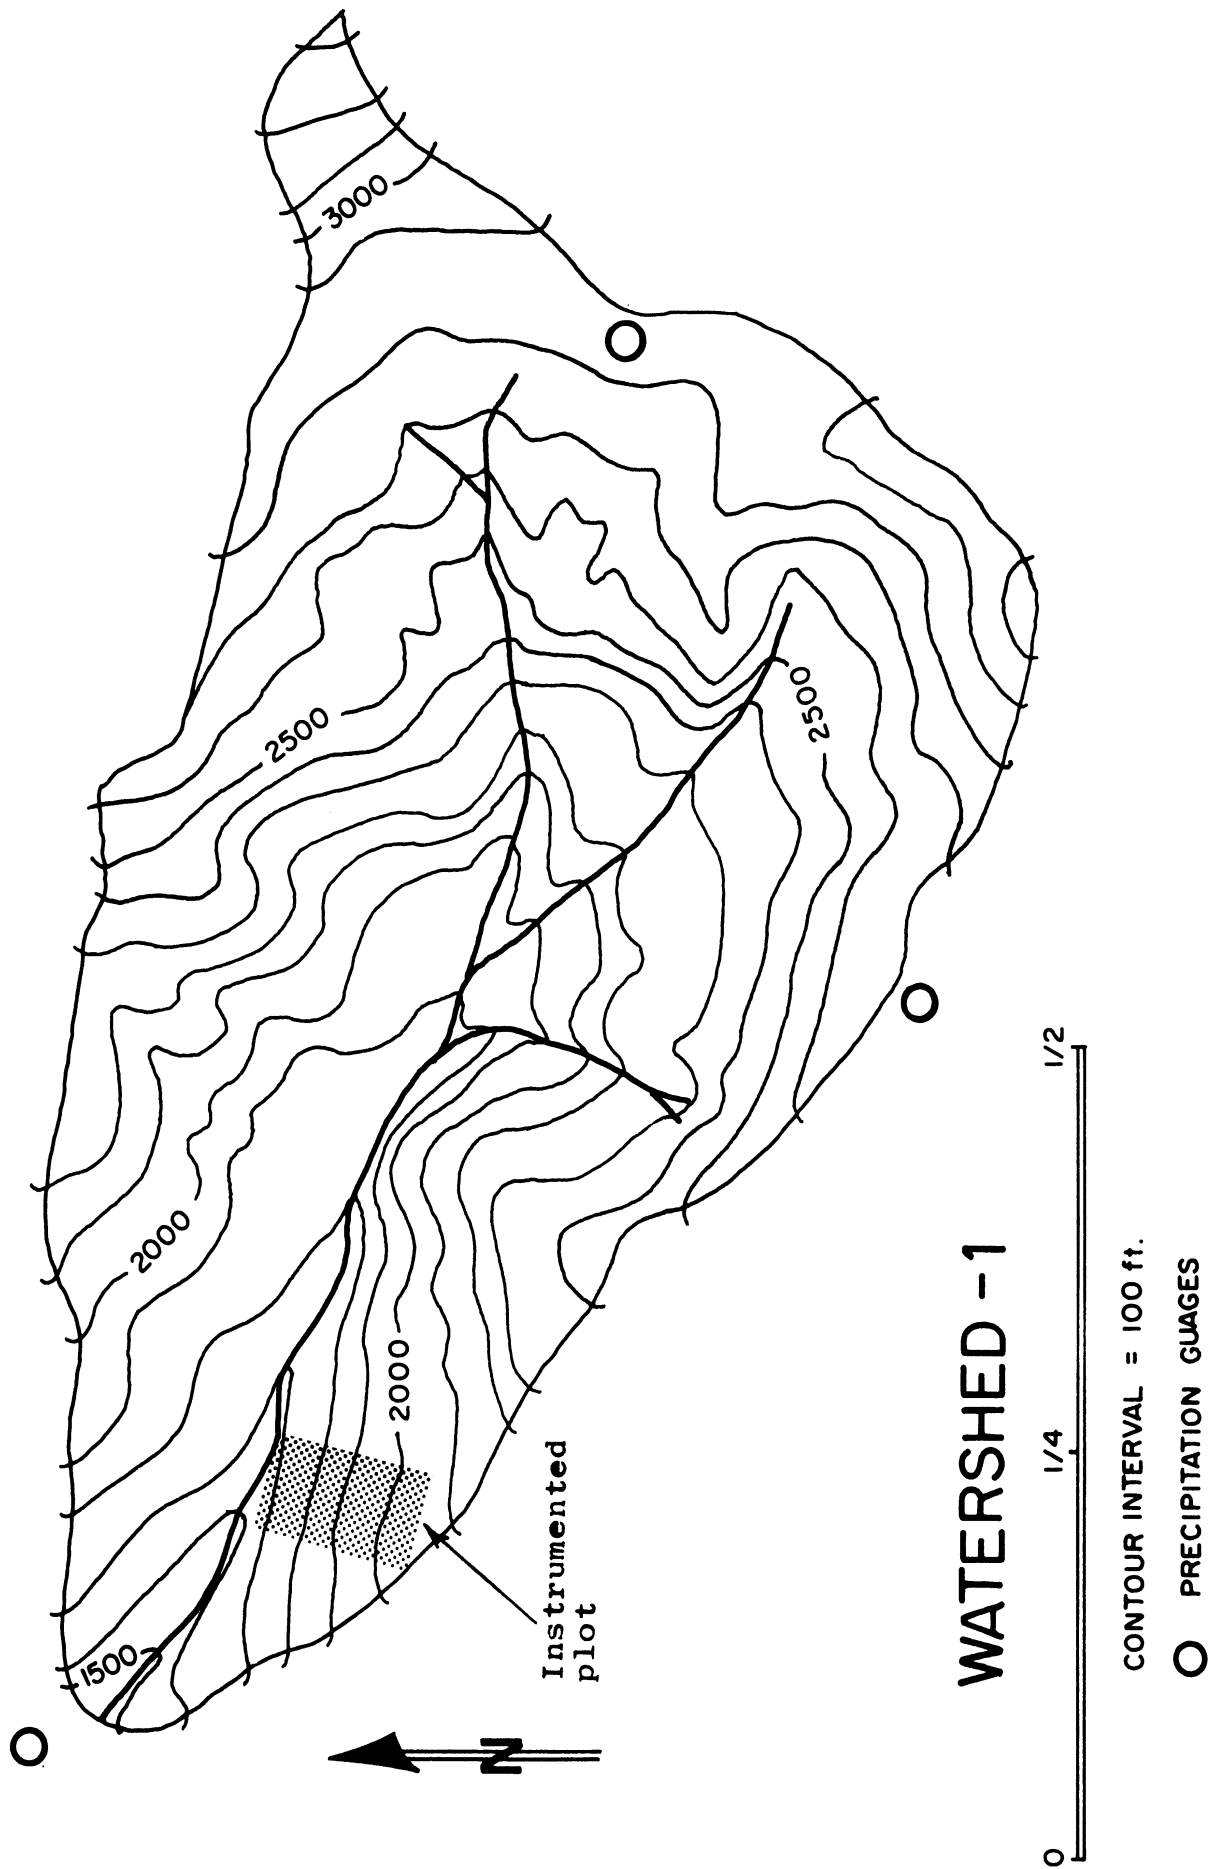 3000
2500
2500
2000
2000
1500
Instrumented
plot
N
WATERSHED - 1
0
1/4
1/2
CONTOUR INTERVAL = 100 ft.
PRECIPITATION GUAGES